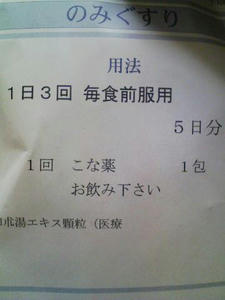 のみぐすり
用法
1日3回 毎食前服用
5日分
1回 こな薬 1包
お飲み下さい
湯エキス顆粒（医療